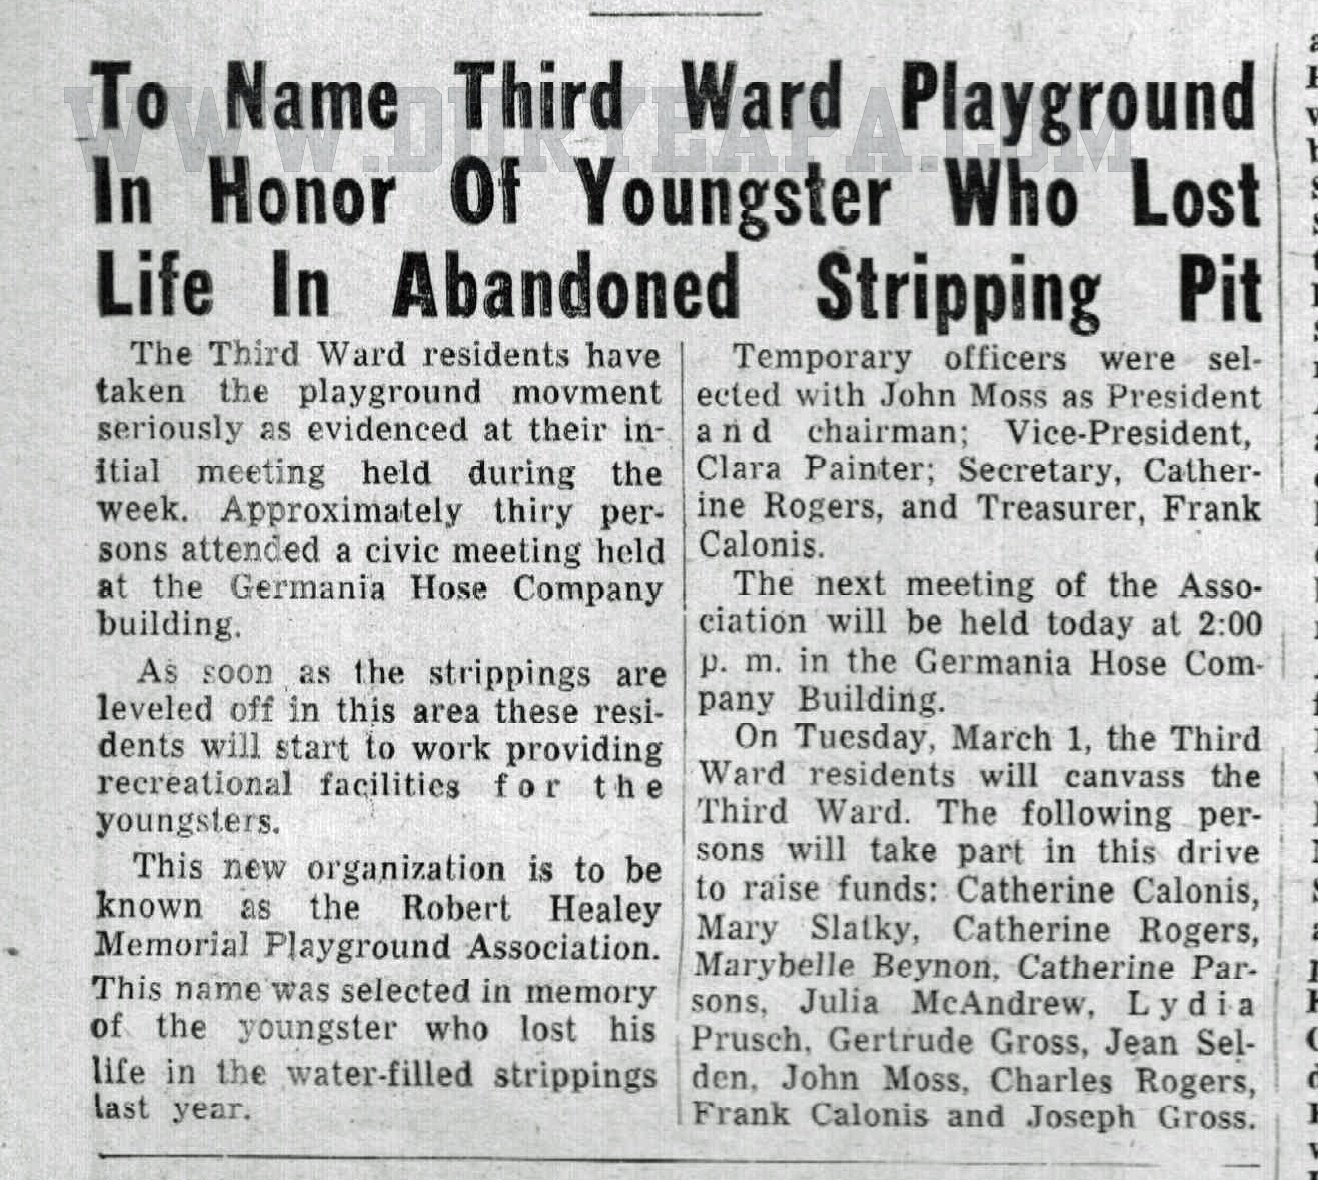 WWW.DURYEAPA.COM
To Name Third Ward Playground
In Honor Of Youngster Who Lost
Life In Abandoned Stripping Pit
The Third Ward residents have
taken the playground movment
seriously as evidenced at their in-
itial meeting held during the
week. Approximately thiry per-
sons attended a civic meeting held
at the Germania Hose Company
building.
As soon as the strippings are
leveled off in this area these resi-
dents will start to work providing
recreational facilities for the
youngsters.
This new organization is to be
known as the Robert Healey
Memorial Playground Association.
This name was selected in memory
of the youngster who lost his
life in the water-filled strippings
last year.
Temporary officers were sel-
ected with John Moss as President
and chairman; Vice-President,
Clara Painter; Secretary, Cather-
ine Rogers, and Treasurer, Frank
Calonis.
The next meeting of the Asso-
ciation will be held today at 2:00
p. m. in the Germania Hose Com-
pany Building.
On Tuesday, March 1, the Third
Ward residents will canvass the
Third Ward. The following per-
sons will take part in this drive
to raise funds: Catherine Calonis,
Mary Slatky, Catherine Rogers,
Marybelle Beynon, Catherine Par-
sons, Julia McAndrew, Lydia
Prusch, Gertrude Gross, Jean Sel-
den, John Moss, Charles Rogers,
Frank Calonis and Joseph Gross.